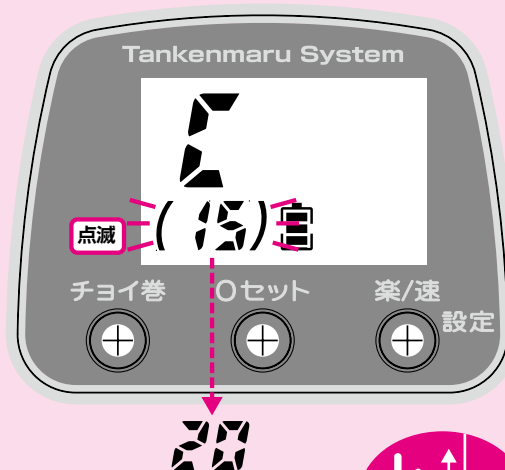 Tankenmaru System
C
点滅 (15)
チョイ巻 0セット 楽/速
設定
20